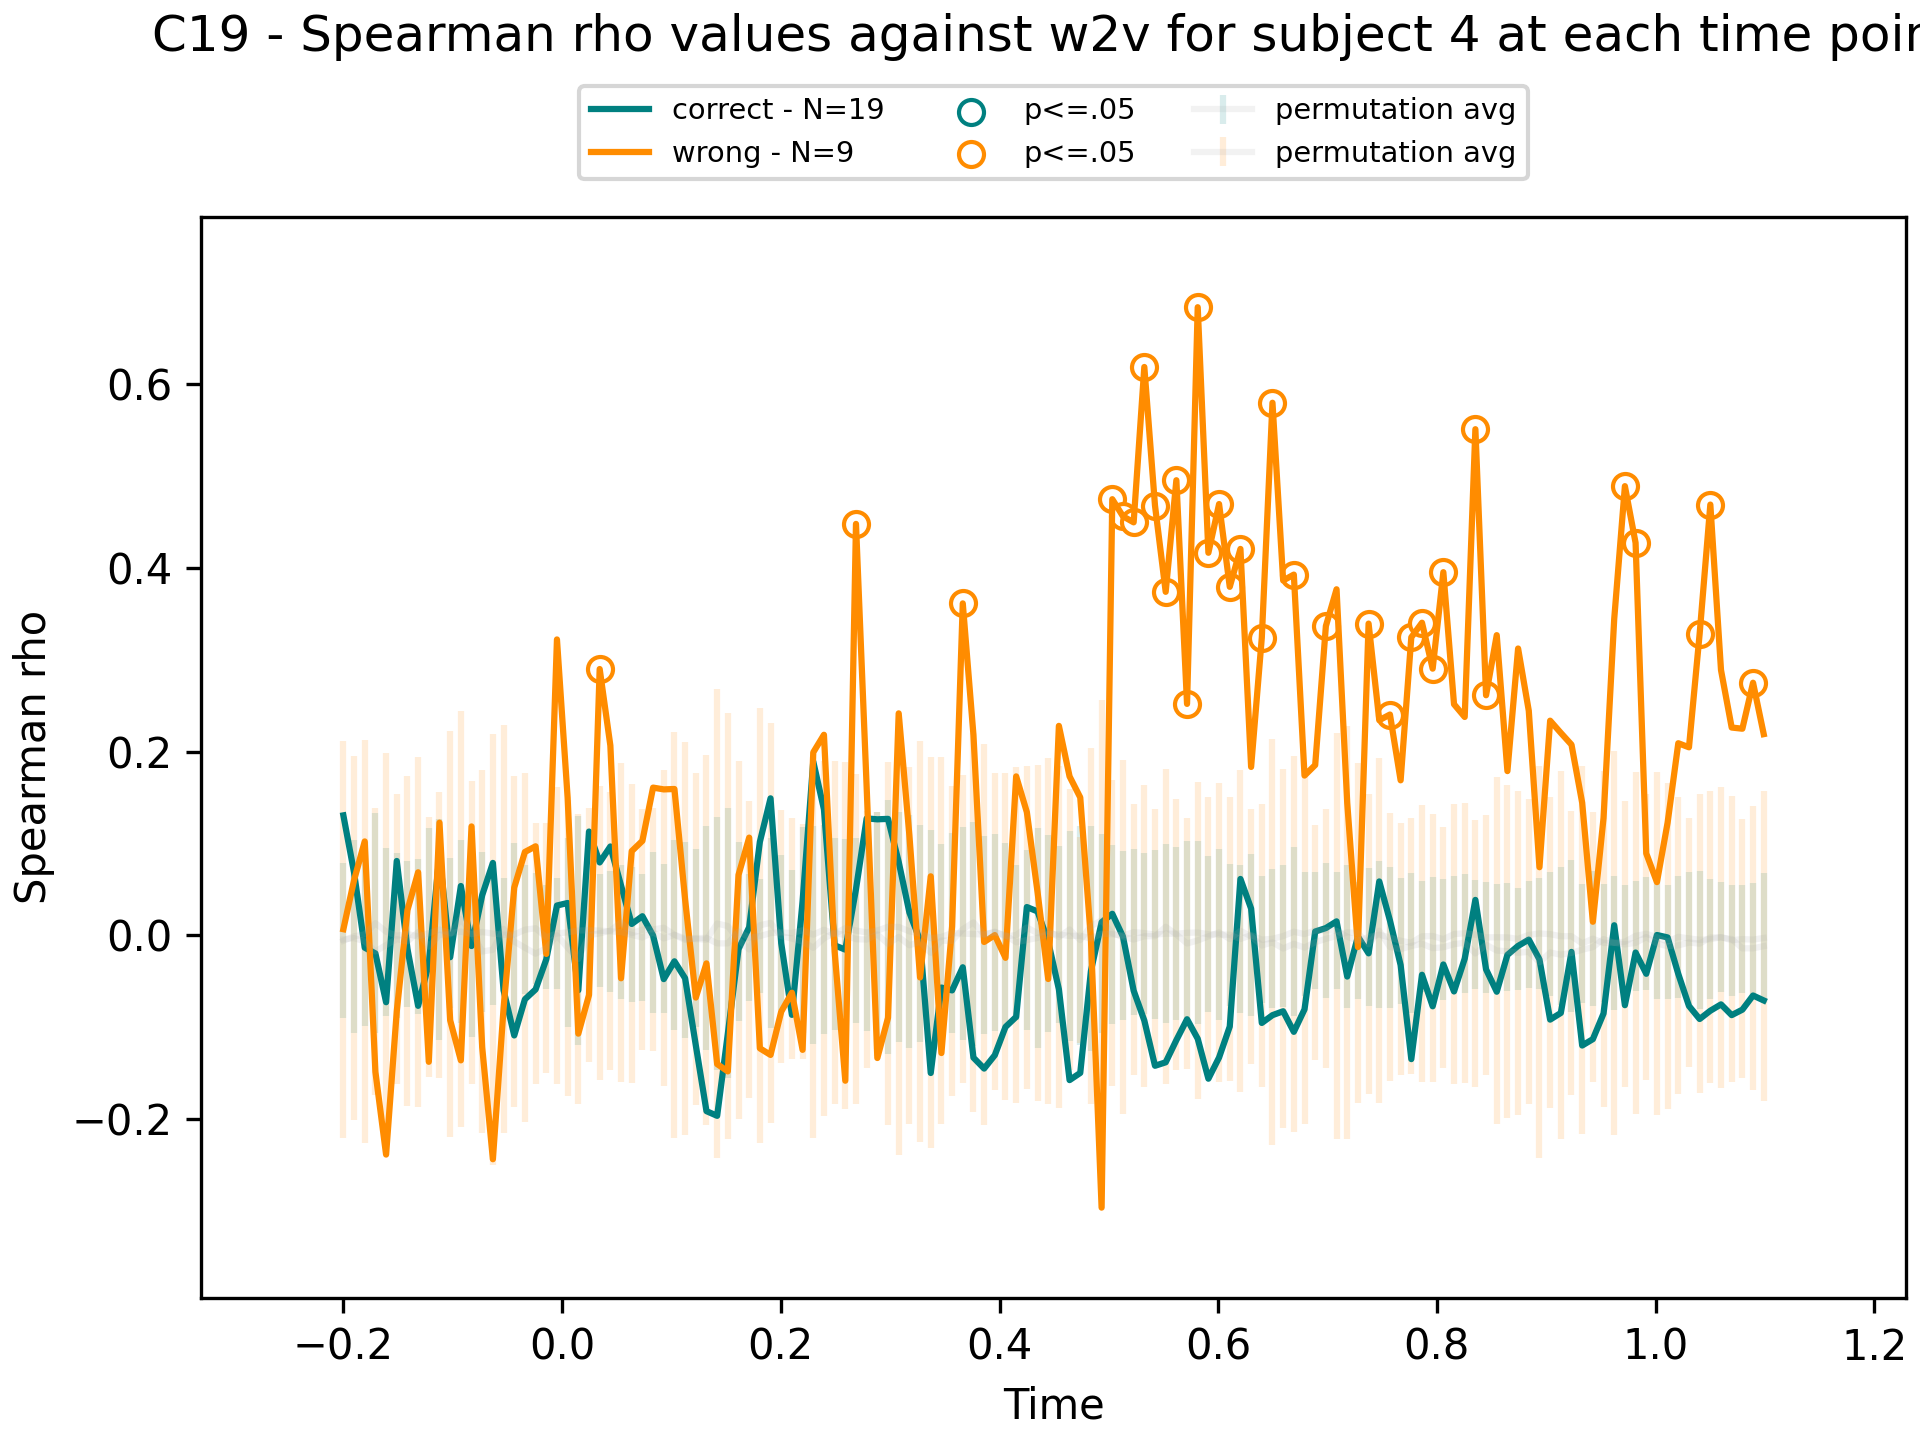 C19 - Spearman rho values against w2v for subject 4 at each time poin
correct - N=19 p<=.05 permutation avg
wrong - N=9 p<=.05 permutation avg
0.6
0.4
0.2
0.0
−0.2
Spearman rho
−0.2 0.0 0.2 0.4 0.6 0.8 1.0 1.2
Time